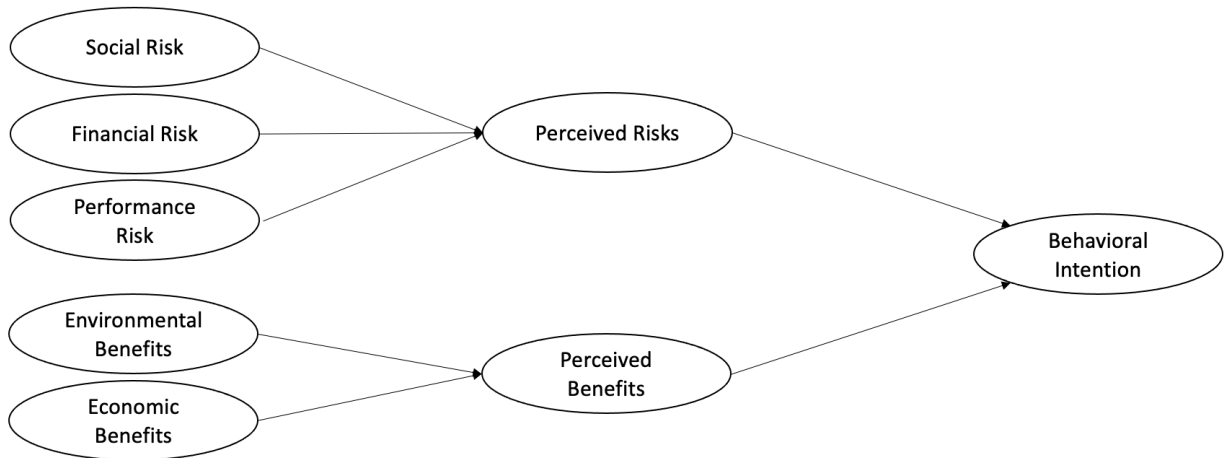 Social Risk
Financial Risk
Performance
Risk
Environmental
Benefits
Economic
Benefits
Perceived Risks
Perceived
Benefits
Behavioral
Intention